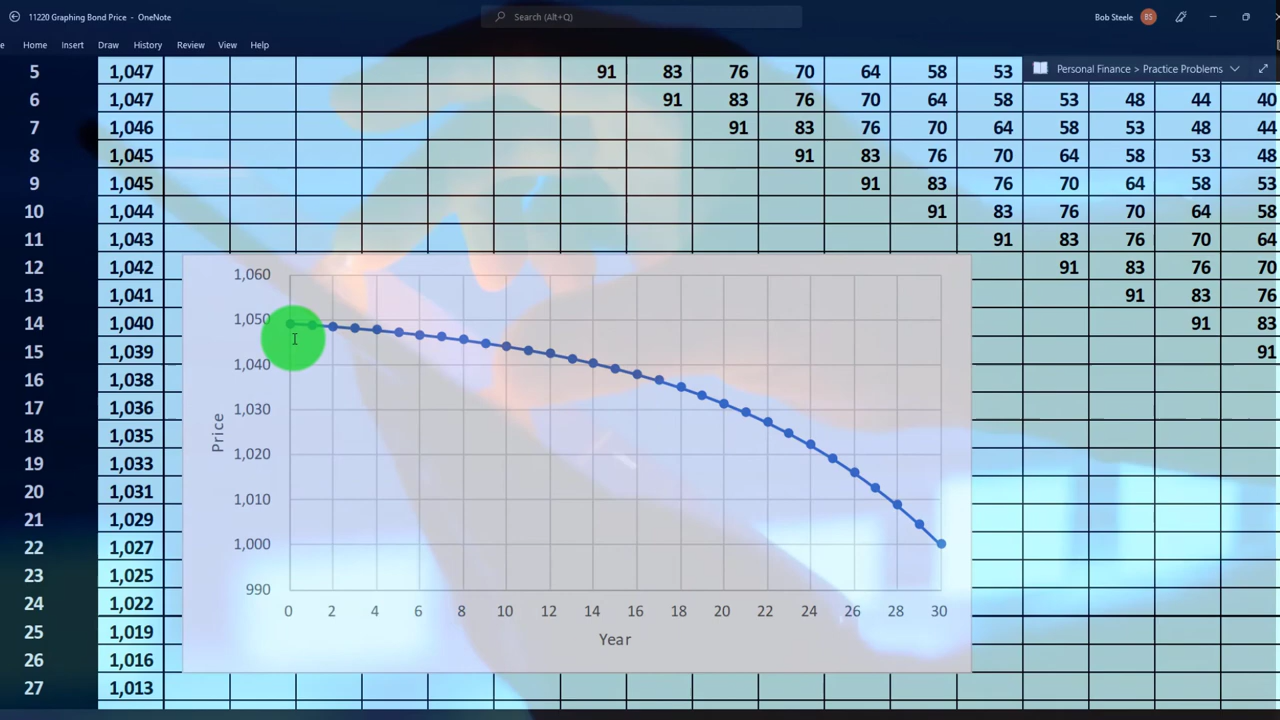 11220 Graphing Bond Price - OneNote
Search (Alt+Q)
Bob Steele
BS
e Home Insert Draw History Review View Help
Personal Finance > Practice Problems
5 1,047 91 83 76 70 64 58 53
6 1,047 91 83 76 70 64 58 53 48 44 40
7 1,046 91 83 76 70 64 58 53 48 44
8 1,045 91 83 76 70 64 58 53 48
9 1,045 91 83 76 70 64 58 53
10 1,044 91 83 76 70 64 58
11 1,043 91 83 76 70 64
12 1,042 91 83 76 70
13 1,041 91 83 76
14 1,040 91 83
15 1,039 91
16 1,038
17 1,036
18 1,035
19 1,033
20 1,031
21 1,029
22 1,027
23 1,025
24 1,022
25 1,019
26 1,016
27 1,013
1,060
1,050
1,040
1,030
1,020
1,010
1,000
990
Price
0 2 4 6 8 10 12 14 16 18 20 22 24 26 28 30
Year